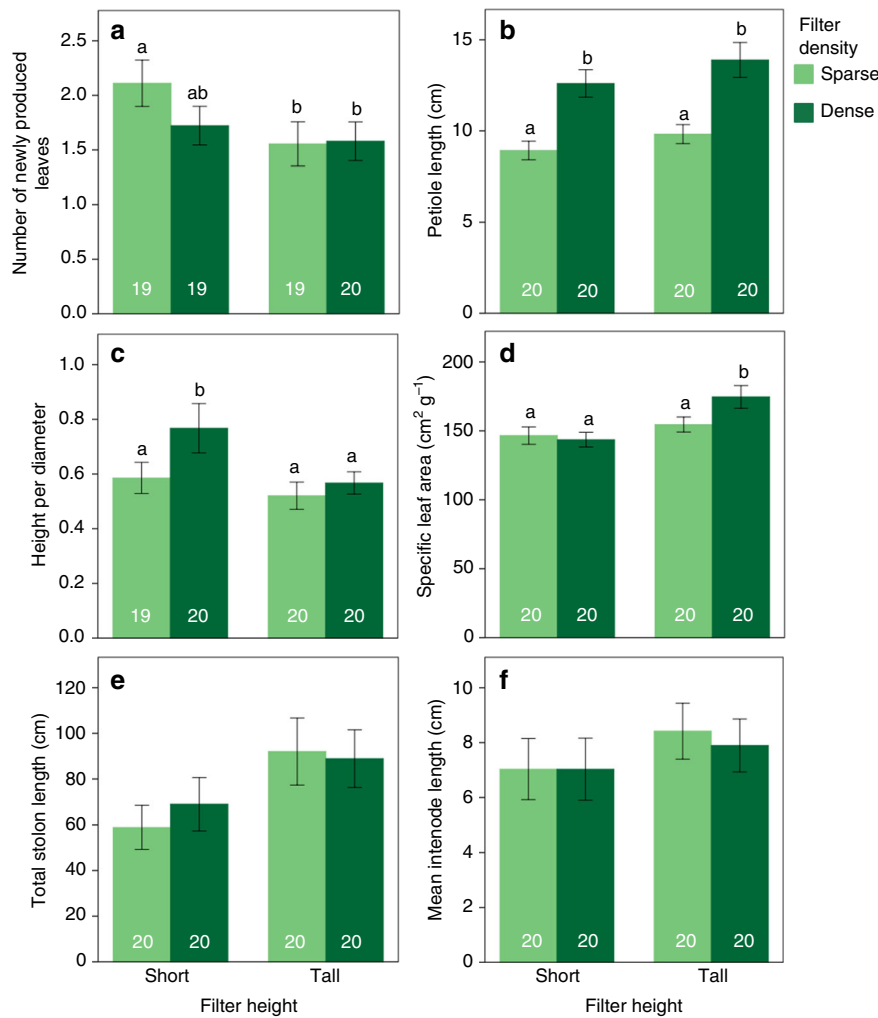 a
Number of newly produced
leaves
2.5
2.0
1.5
1.0
0.5
0.0
a
ab
b
b
19
19
19
20
b
Petiole length (cm)
15
10
5
0
a
b
a
b
20
20
20
20
Filter
density
Sparse
Dense
c
Height per diameter
1.0
0.8
0.6
0.4
0.2
0.0
a
b
a
a
19
20
20
20
d
Specific leaf area (cm² g⁻¹)
200
150
100
50
0
a
a
a
b
20
20
20
20
e
Total stolon length (cm)
120
100
80
60
40
20
0
20
20
20
20
Short
Tall
Filter height
f
Mean intenode length (cm)
10
8
6
4
2
0
20
20
20
20
Short
Tall
Filter height